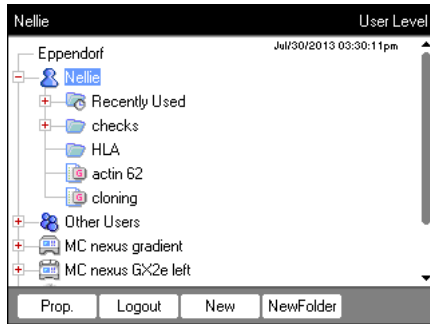 Nellie User Level
Jul/30/2013 03:30:11pm
Eppendorf
Nellie
Recently Used
checks
HLA
G actin 62
G cloning
Other Users
MC nexus gradient
MC nexus GX2e left
Prop. Logout New NewFolder